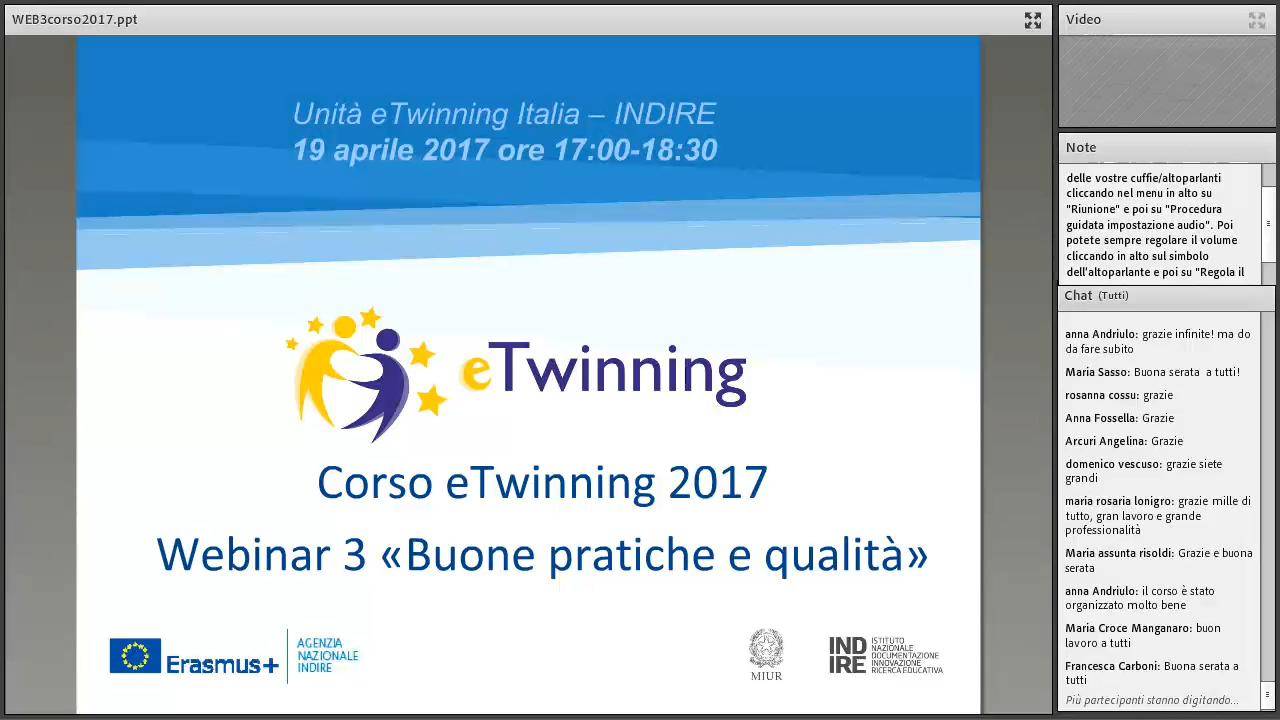 WEB3corso2017.ppt
Unità eTwinning Italia – INDIRE
19 aprile 2017 ore 17:00-18:30
eTwinning
Corso eTwinning 2017
Webinar 3 «Buone pratiche e qualità»
Erasmus+
AGENZIA
NAZIONALE
INDIRE
MIUR
IND
IRE
ISTITUTO
NAZIONALE
DOCUMENTAZIONE
INNOVAZIONE
RICERCA EDUCATIVA
Video
Note
delle vostre cuffie/altoparlanti
cliccando nel menu in alto su
"Riunione" e poi su "Procedura
guidata impostazione audio". Poi
potete sempre regolare il volume
cliccando in alto sul simbolo
dell'altoparlante e poi su "Regola il
Chat (Tutti)
anna Andriulo: grazie infinite! ma do
da fare subito
Maria Sasso: Buona serata a tutti!
rosanna cossu: grazie
Anna Fossella: Grazie
Arcuri Angelina: Grazie
domenico vescuso: grazie siete
grandi
maria rosaria lonigro: grazie mille di
tutto, gran lavoro e grande
professionalità
Maria assunta risoldi: Grazie e buona
serata
anna Andriulo: il corso è stato
organizzato molto bene
Maria Croce Manganaro: buon
lavoro a tutti
Francesca Carboni: Buona serata a
tutti
Più partecipanti stanno digitando...